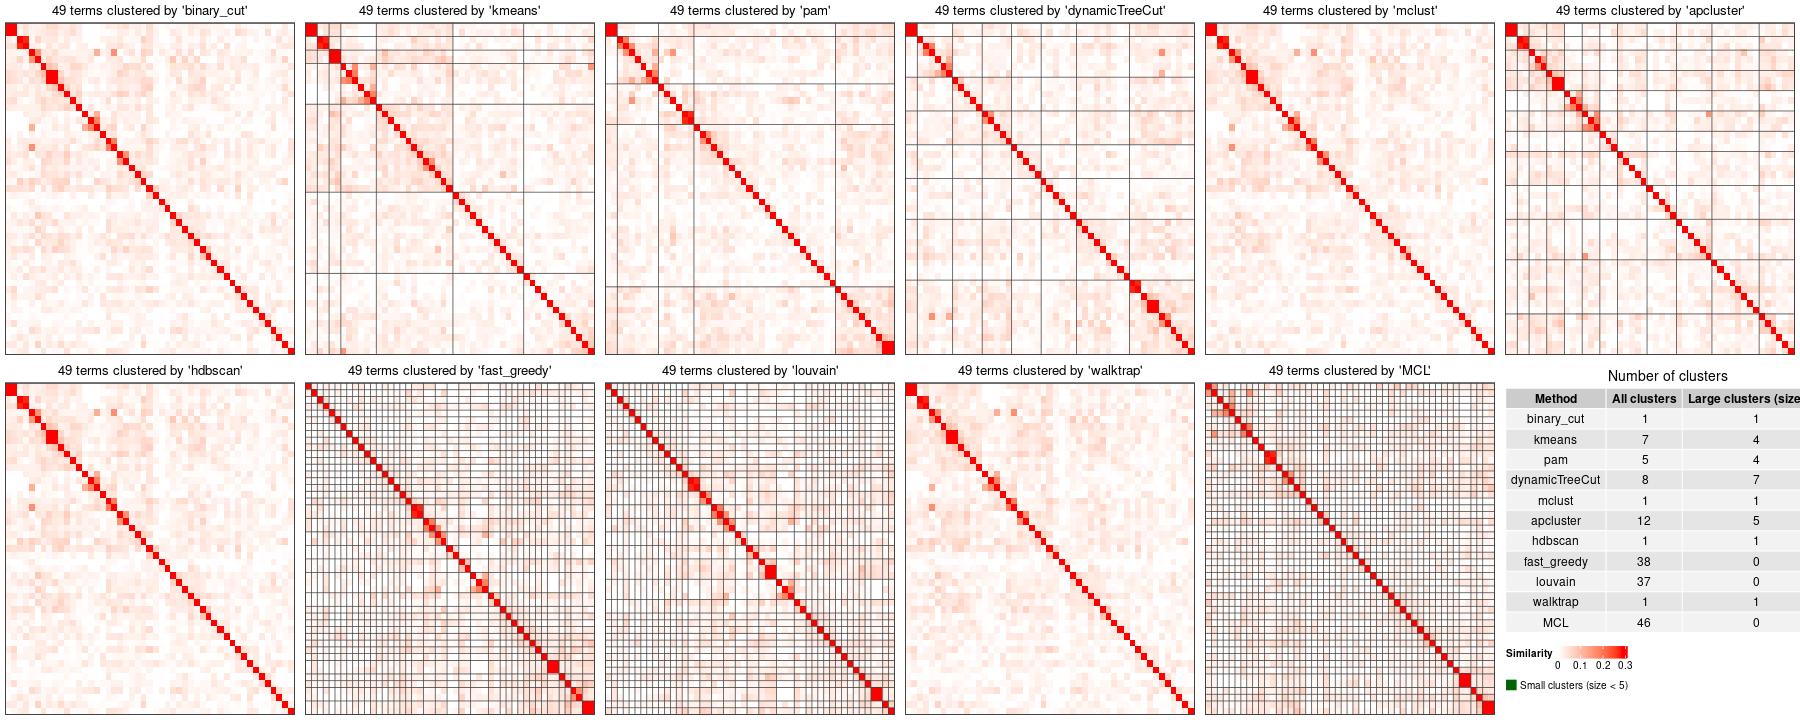 49 terms clustered by 'binary_cut'
49 terms clustered by 'kmeans'
49 terms clustered by 'pam'
49 terms clustered by 'dynamicTreeCut'
49 terms clustered by 'mclust'
49 terms clustered by 'apcluster'
49 terms clustered by 'hdbscan'
49 terms clustered by 'fast_greedy'
49 terms clustered by 'louvain'
49 terms clustered by 'walktrap'
49 terms clustered by 'MCL'
Number of clusters
Method All clusters Large clusters (size
binary_cut 1 1
kmeans 7 4
pam 5 4
dynamicTreeCut 8 7
mclust 1 1
apcluster 12 5
hdbscan 1 1
fast_greedy 38 0
louvain 37 0
walktrap 1 1
MCL 46 0
Similarity
0 0.1 0.2 0.3
Small clusters (size < 5)